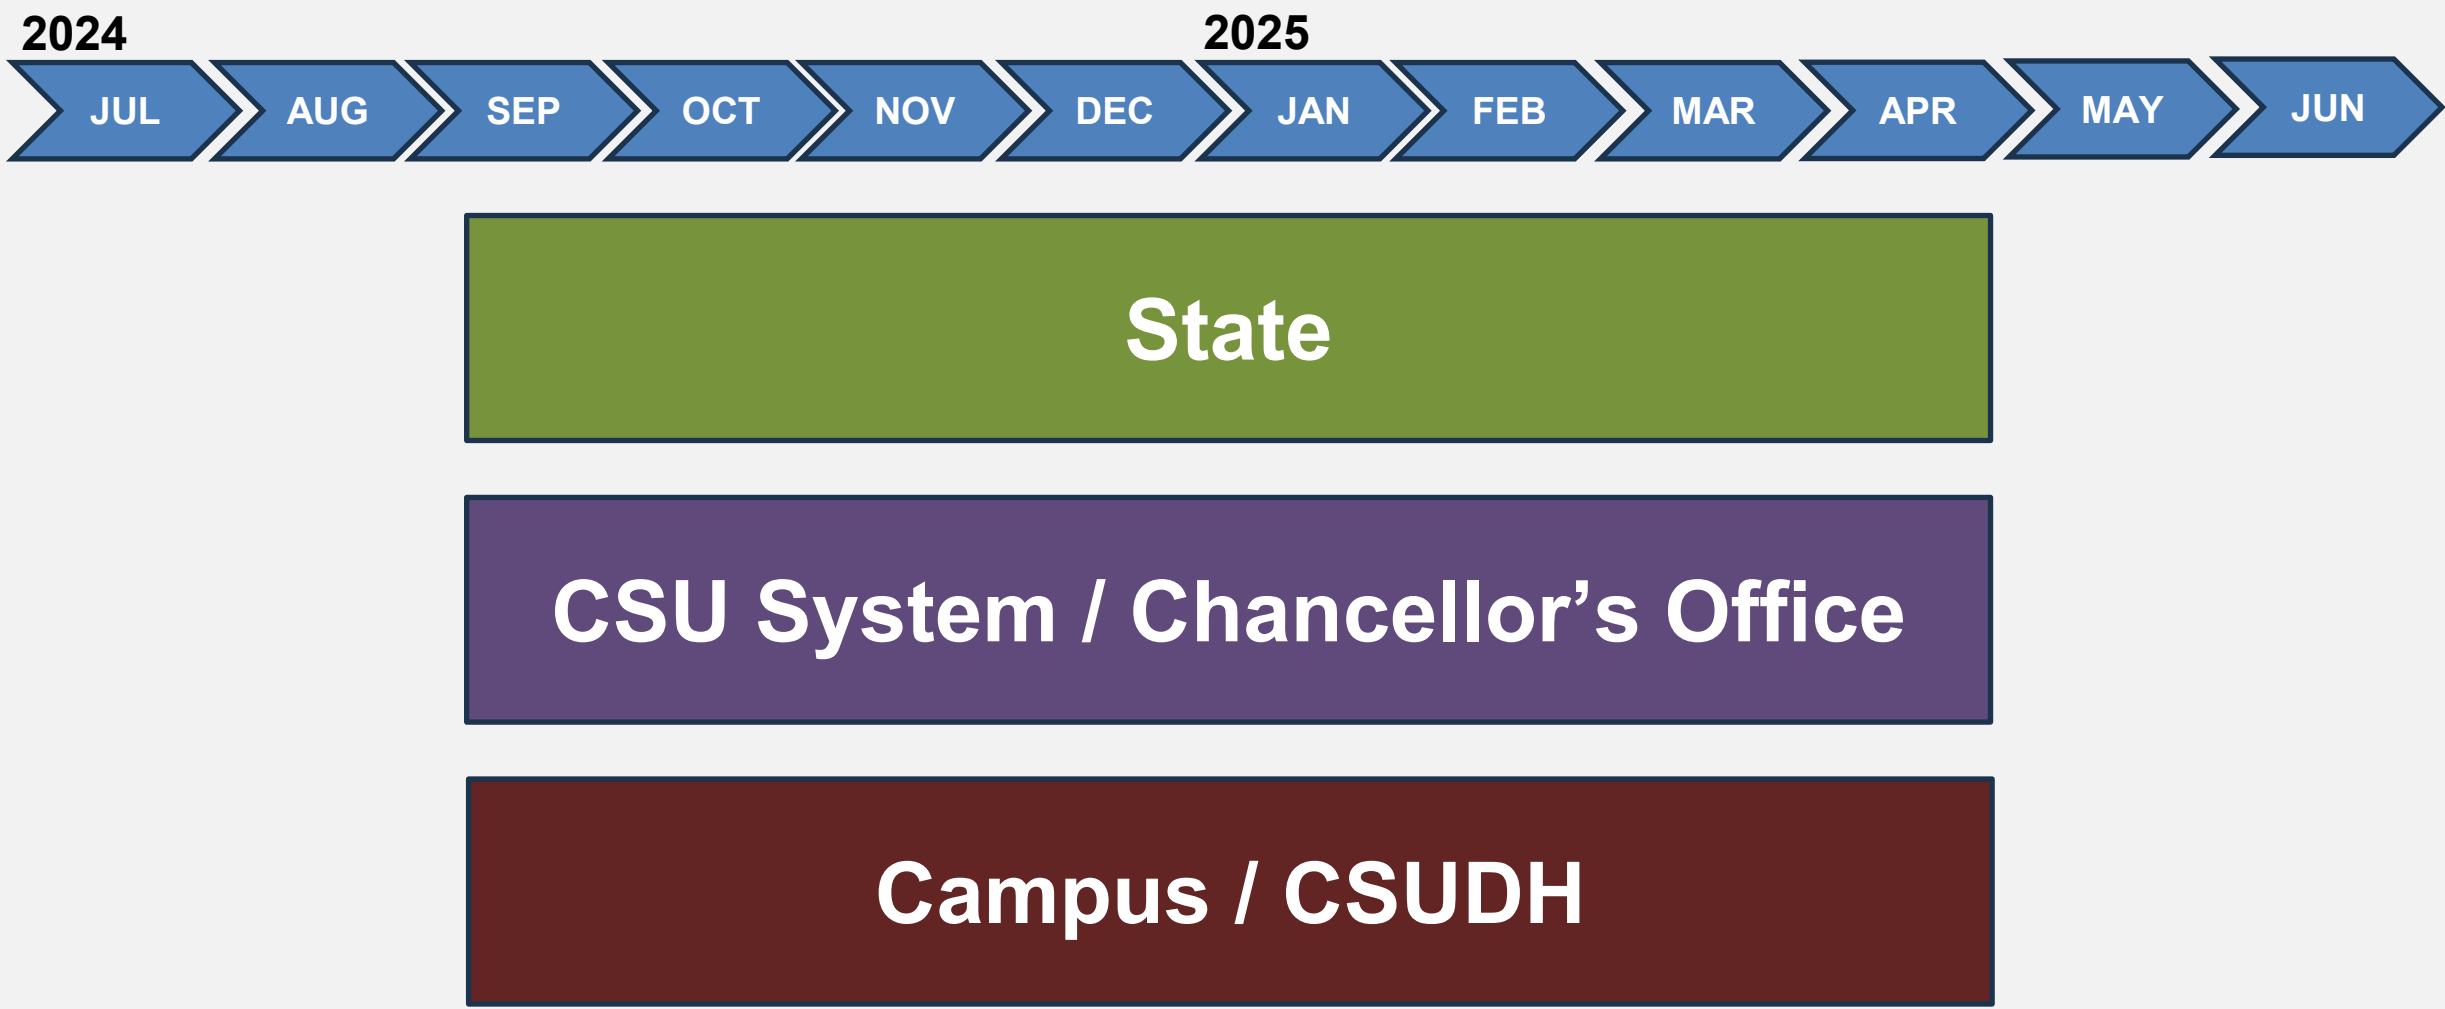 2024 2025
JUL AUG SEP OCT NOV DEC JAN FEB MAR APR MAY JUN
State
CSU System / Chancellor’s Office
Campus / CSUDH